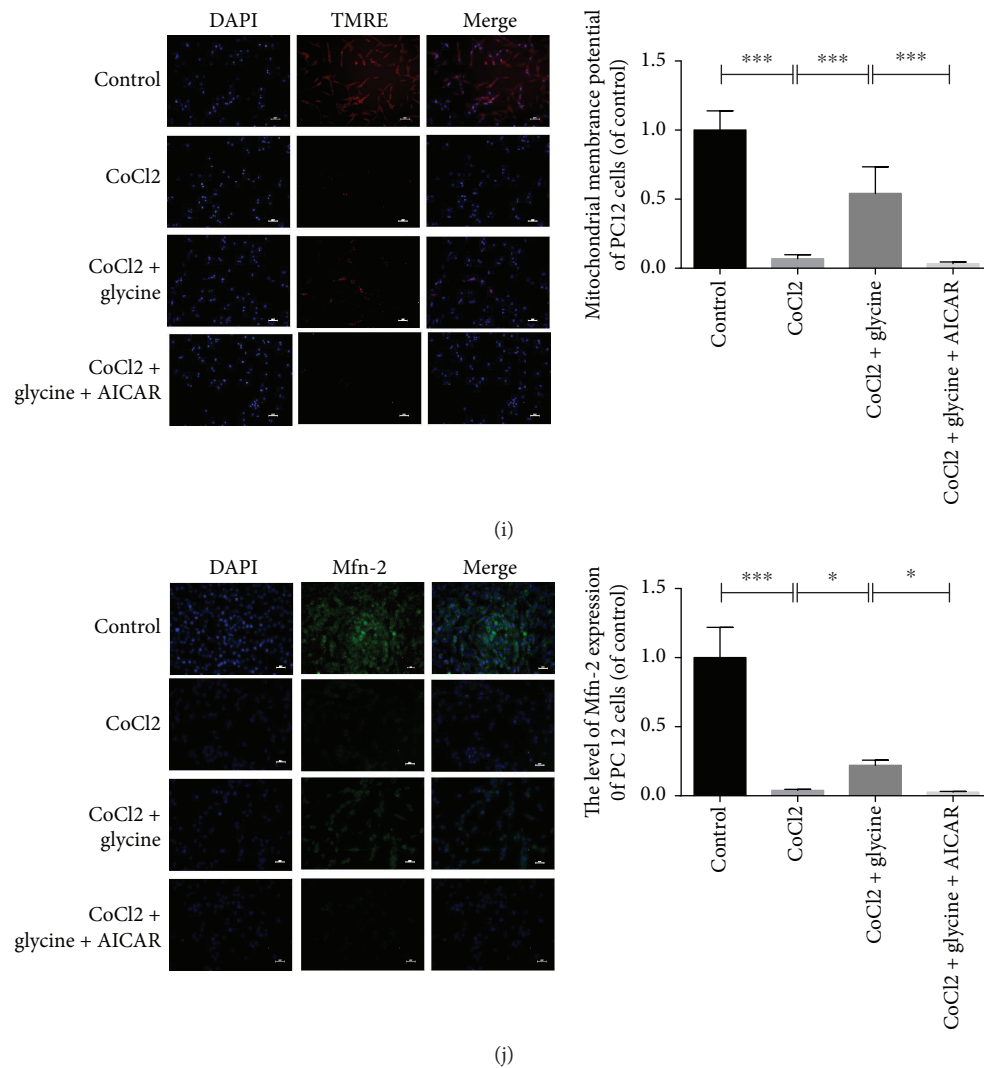 DAPI TMRE Merge
Control
CoCl2
CoCl2 +
glycine
CoCl2 +
glycine + AICAR
Mitochondrial membrance potential
of PC12 cells (of control)
1.5
1.0
0.5
0.0
*** *** ***
Control
CoCl2
CoCl2 + glycine
CoCl2 + glycine + AICAR
(i)
DAPI Mfn-2 Merge
Control
CoCl2
CoCl2 +
glycine
CoCl2 +
glycine + AICAR
The level of Mfn-2 expression
0f PC 12 cells (of control)
1.5
1.0
0.5
0.0
*** * *
Control
CoCl2
CoCl2 + glycine
CoCl2 + glycine + AICAR
(j)